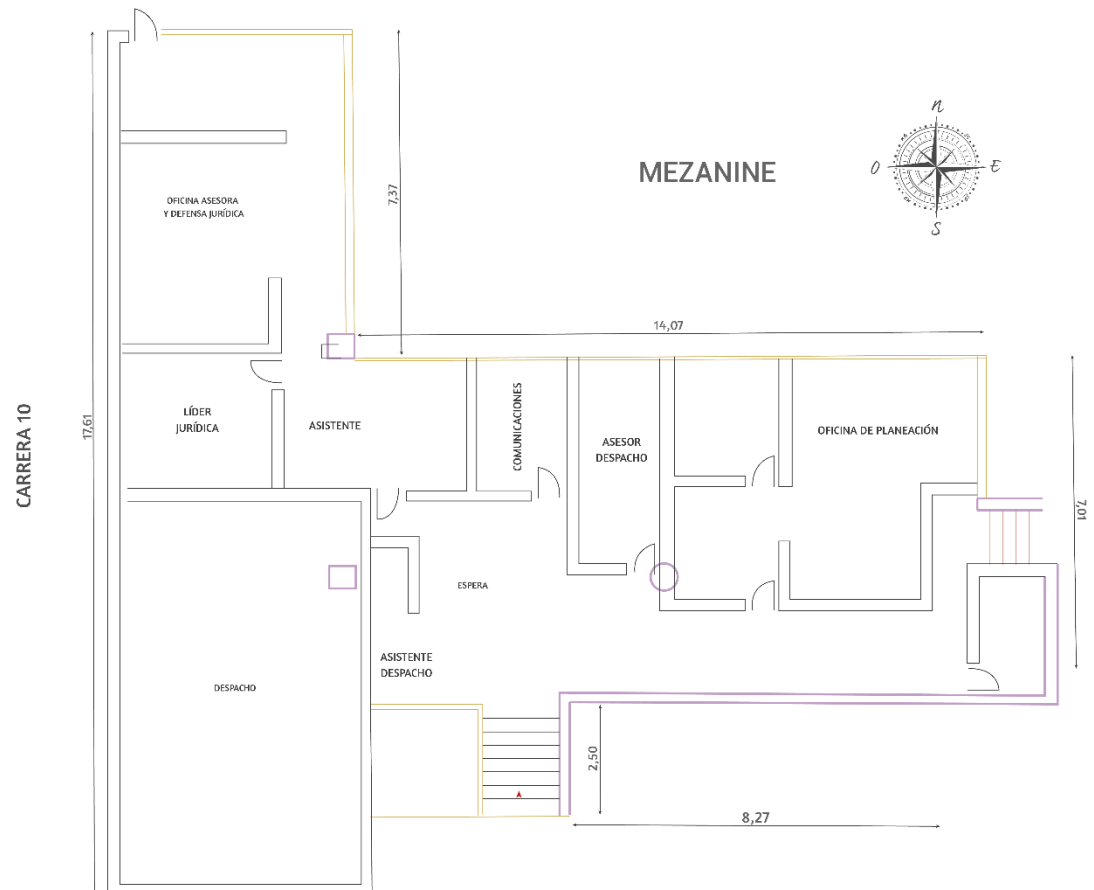 n
MEZANINE
O
E
S
7,37
OFICINA ASESORA
Y DEFENSA JURÍDICA
14,07
CARRERA 10
17,61
LÍDER
JURÍDICA
ASISTENTE
COMUNICACIONES
ASESOR
DESPACHO
OFICINA DE PLANEACIÓN
7,01
ESPERA
ASISTENTE
DESPACHO
DESPACHO
2,50
8,27